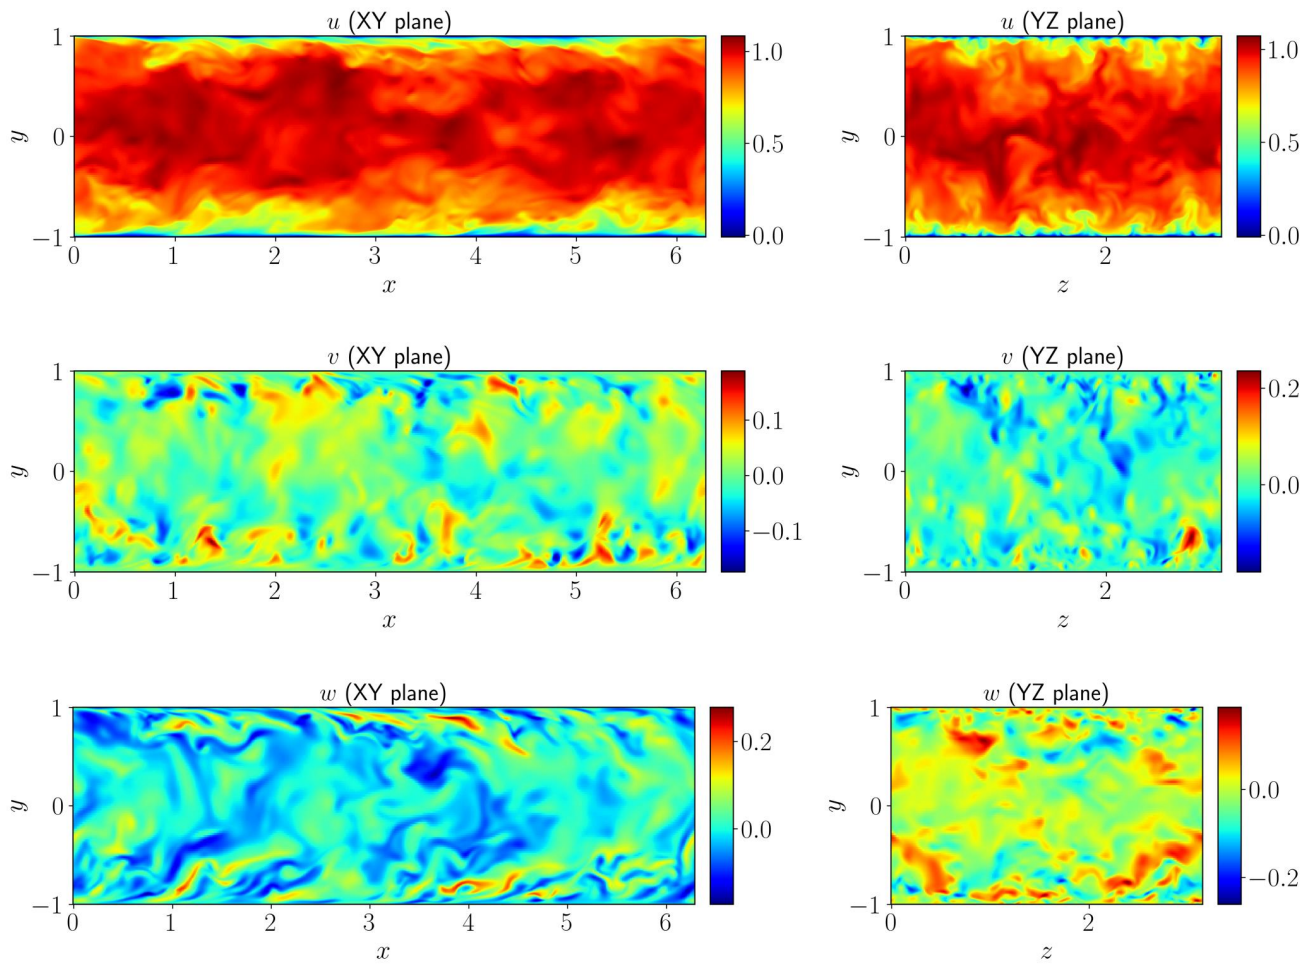 u (XY plane)
1
0
−1
y
0 1 2 3 4 5 6
x
1.0
0.5
0.0
u (YZ plane)
1
0
−1
y
0 2
z
1.0
0.5
0.0
v (XY plane)
1
0
−1
y
0 1 2 3 4 5 6
x
0.1
0.0
−0.1
v (YZ plane)
1
0
−1
y
0 2
z
0.2
0.0
w (XY plane)
1
0
−1
y
0 1 2 3 4 5 6
x
0.2
0.0
w (YZ plane)
1
0
−1
y
0 2
z
0.0
−0.2